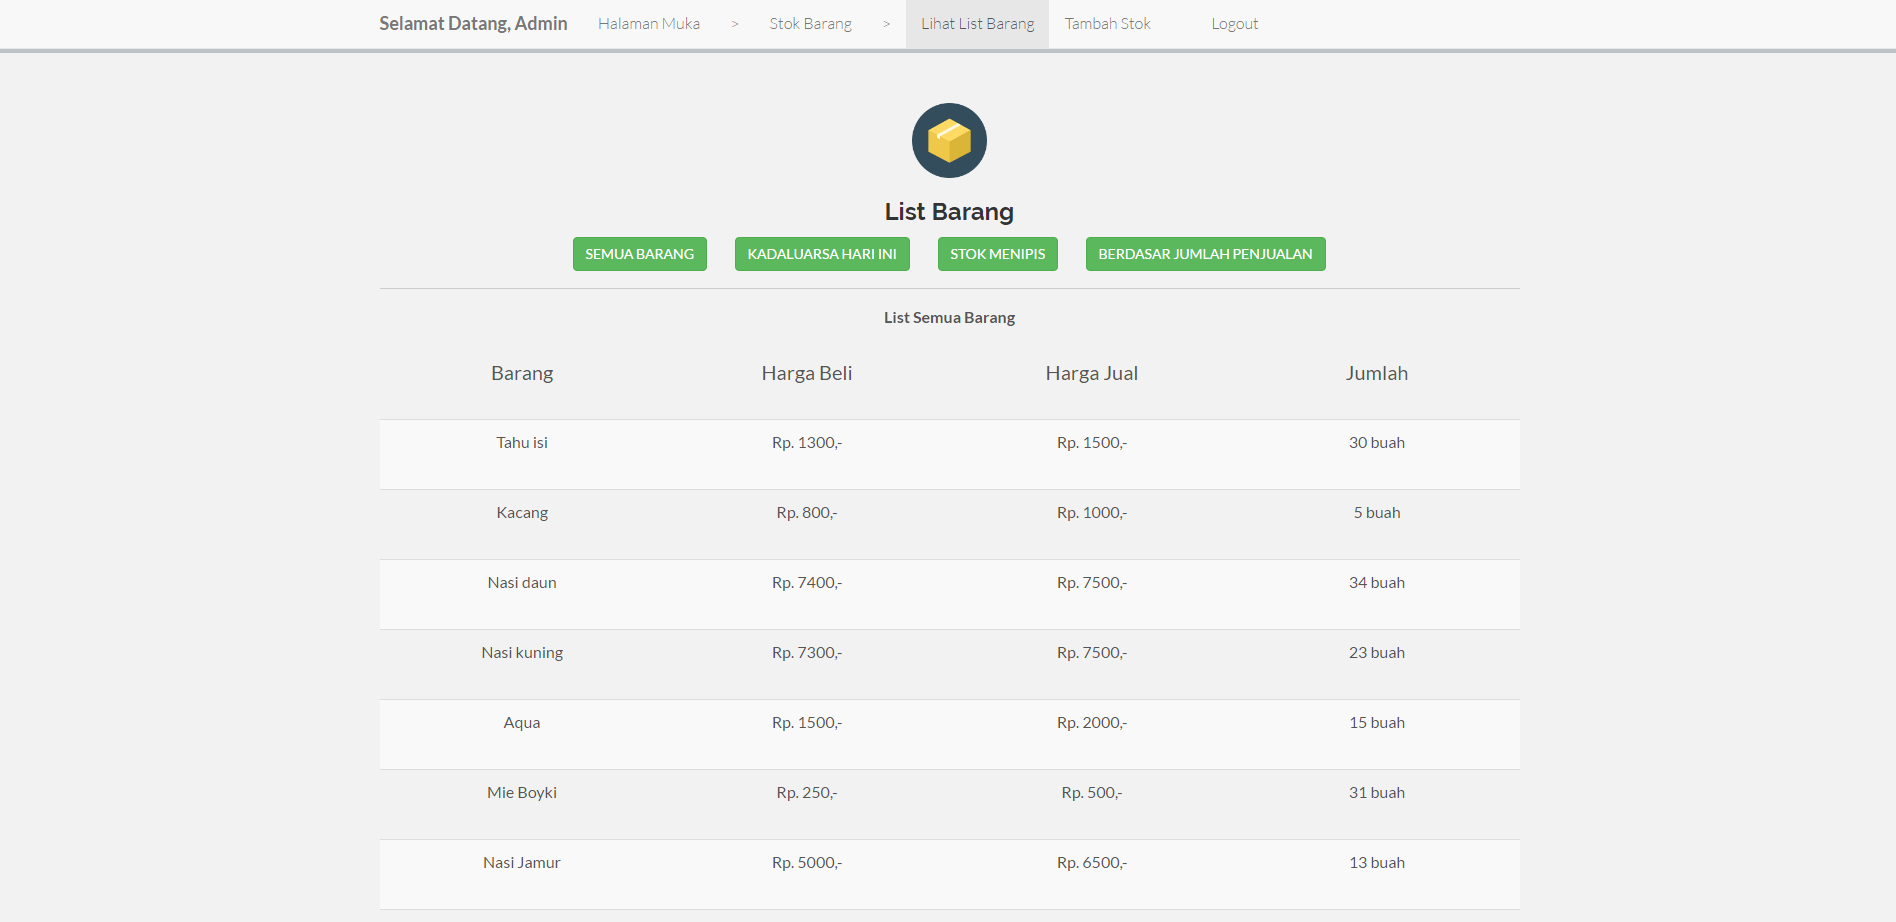 Selamat Datang, Admin Halaman Muka > Stok Barang > Lihat List Barang Tambah Stok Logout
List Barang
SEMUA BARANG KADALUARSA HARI INI STOK MENIPIS BERDASAR JUMLAH PENJUALAN
List Semua Barang
Barang Harga Beli Harga Jual Jumlah
Tahu isi Rp. 1300,- Rp. 1500,- 30 buah
Kacang Rp. 800,- Rp. 1000,- 5 buah
Nasi daun Rp. 7400,- Rp. 7500,- 34 buah
Nasi kuning Rp. 7300,- Rp. 7500,- 23 buah
Aqua Rp. 1500,- Rp. 2000,- 15 buah
Mie Boyki Rp. 250,- Rp. 500,- 31 buah
Nasi Jamur Rp. 5000,- Rp. 6500,- 13 buah